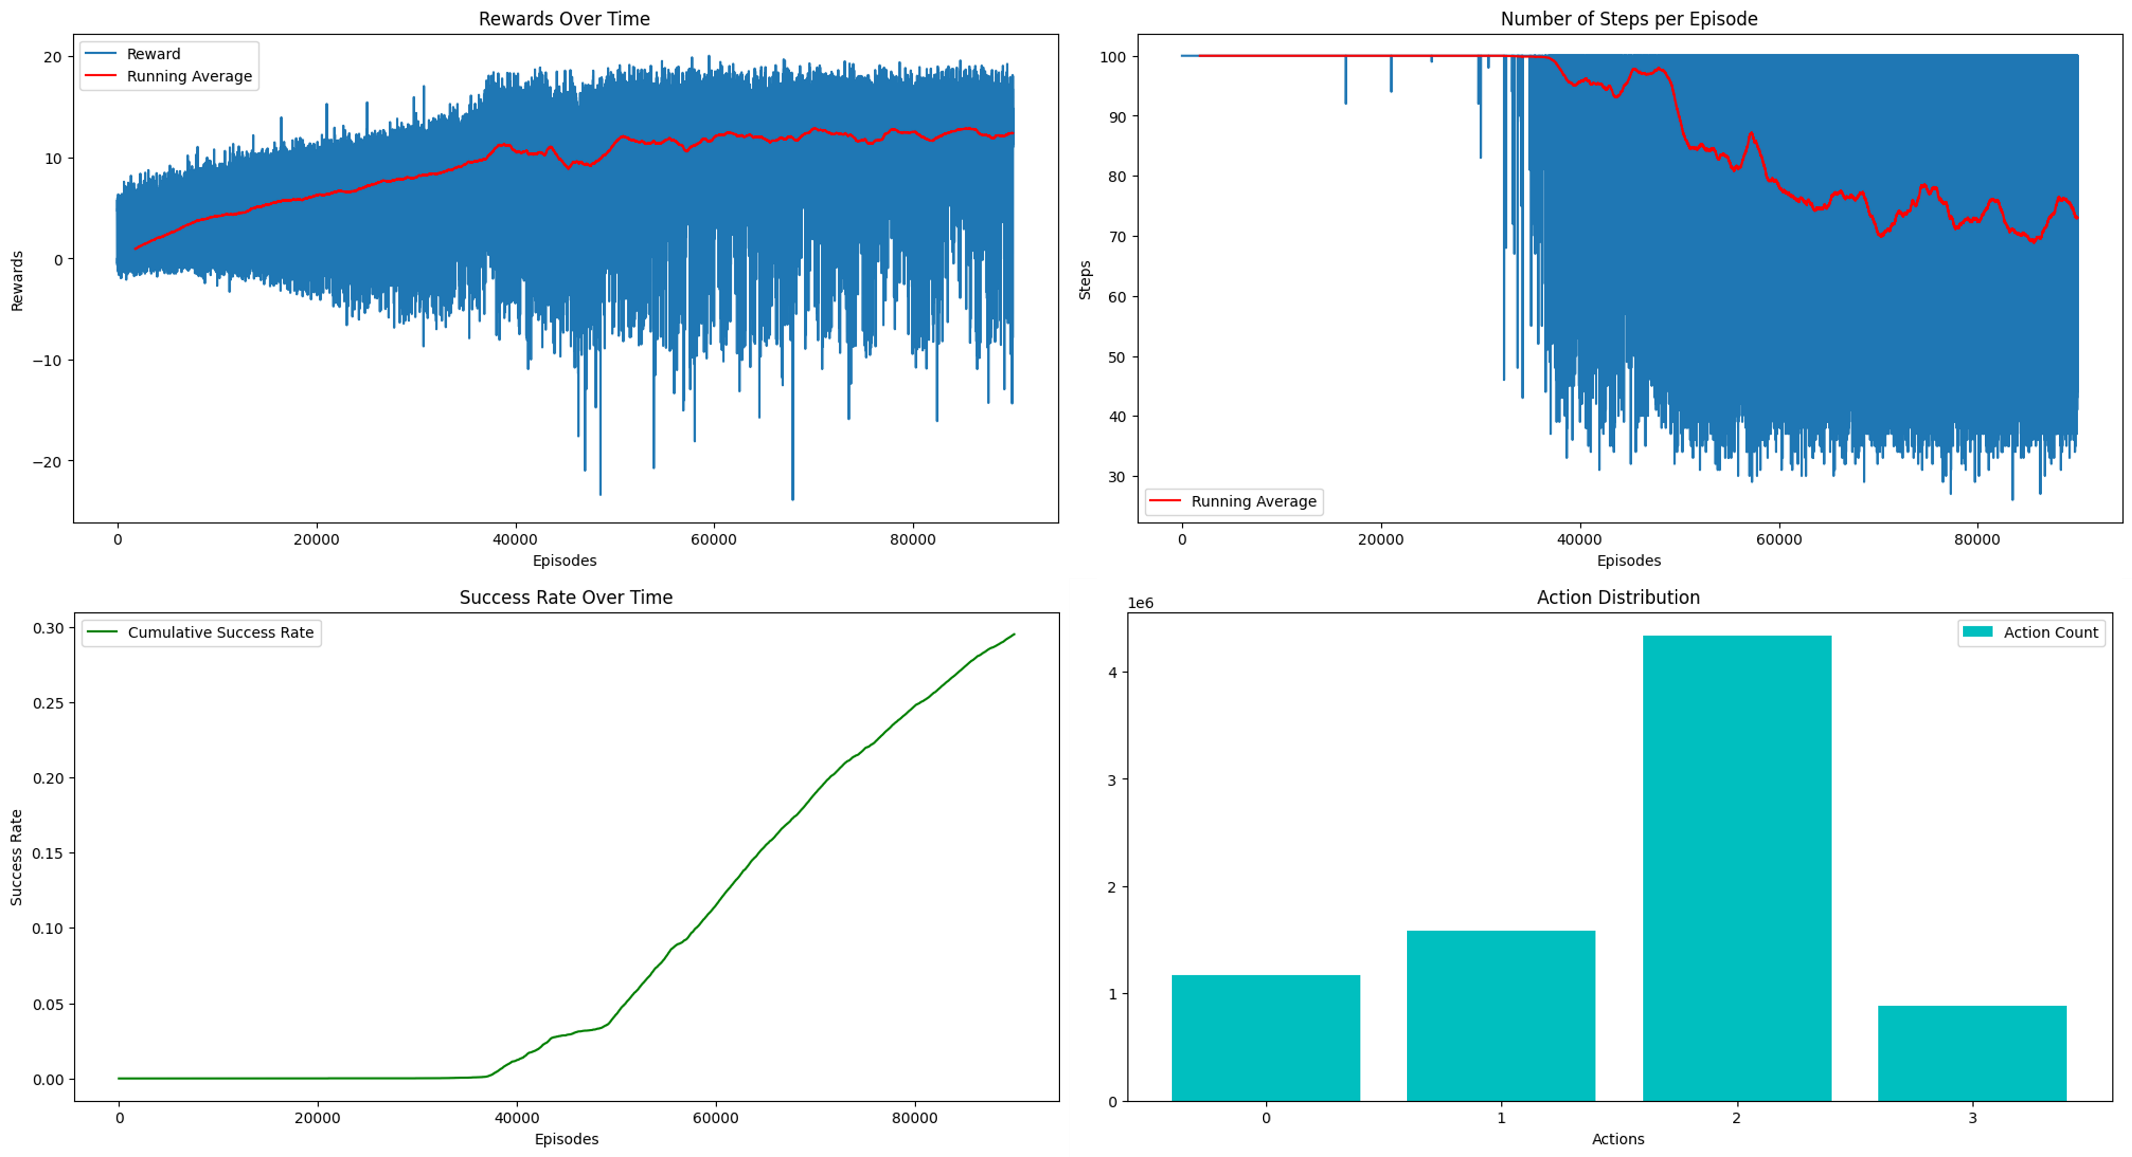 Rewards Over Time
Reward
Running Average
20
10
0
−10
−20
Rewards
0 20000 40000 60000 80000
Episodes
Number of Steps per Episode
100
90
80
70
60
50
40
30
Steps
Running Average
0 20000 40000 60000 80000
Episodes
Success Rate Over Time
Cumulative Success Rate
0.30
0.25
0.20
0.15
0.10
0.05
0.00
Success Rate
0 20000 40000 60000 80000
Episodes
Action Distribution
1e6
Action Count
4
3
2
1
0
0 1 2 3
Actions